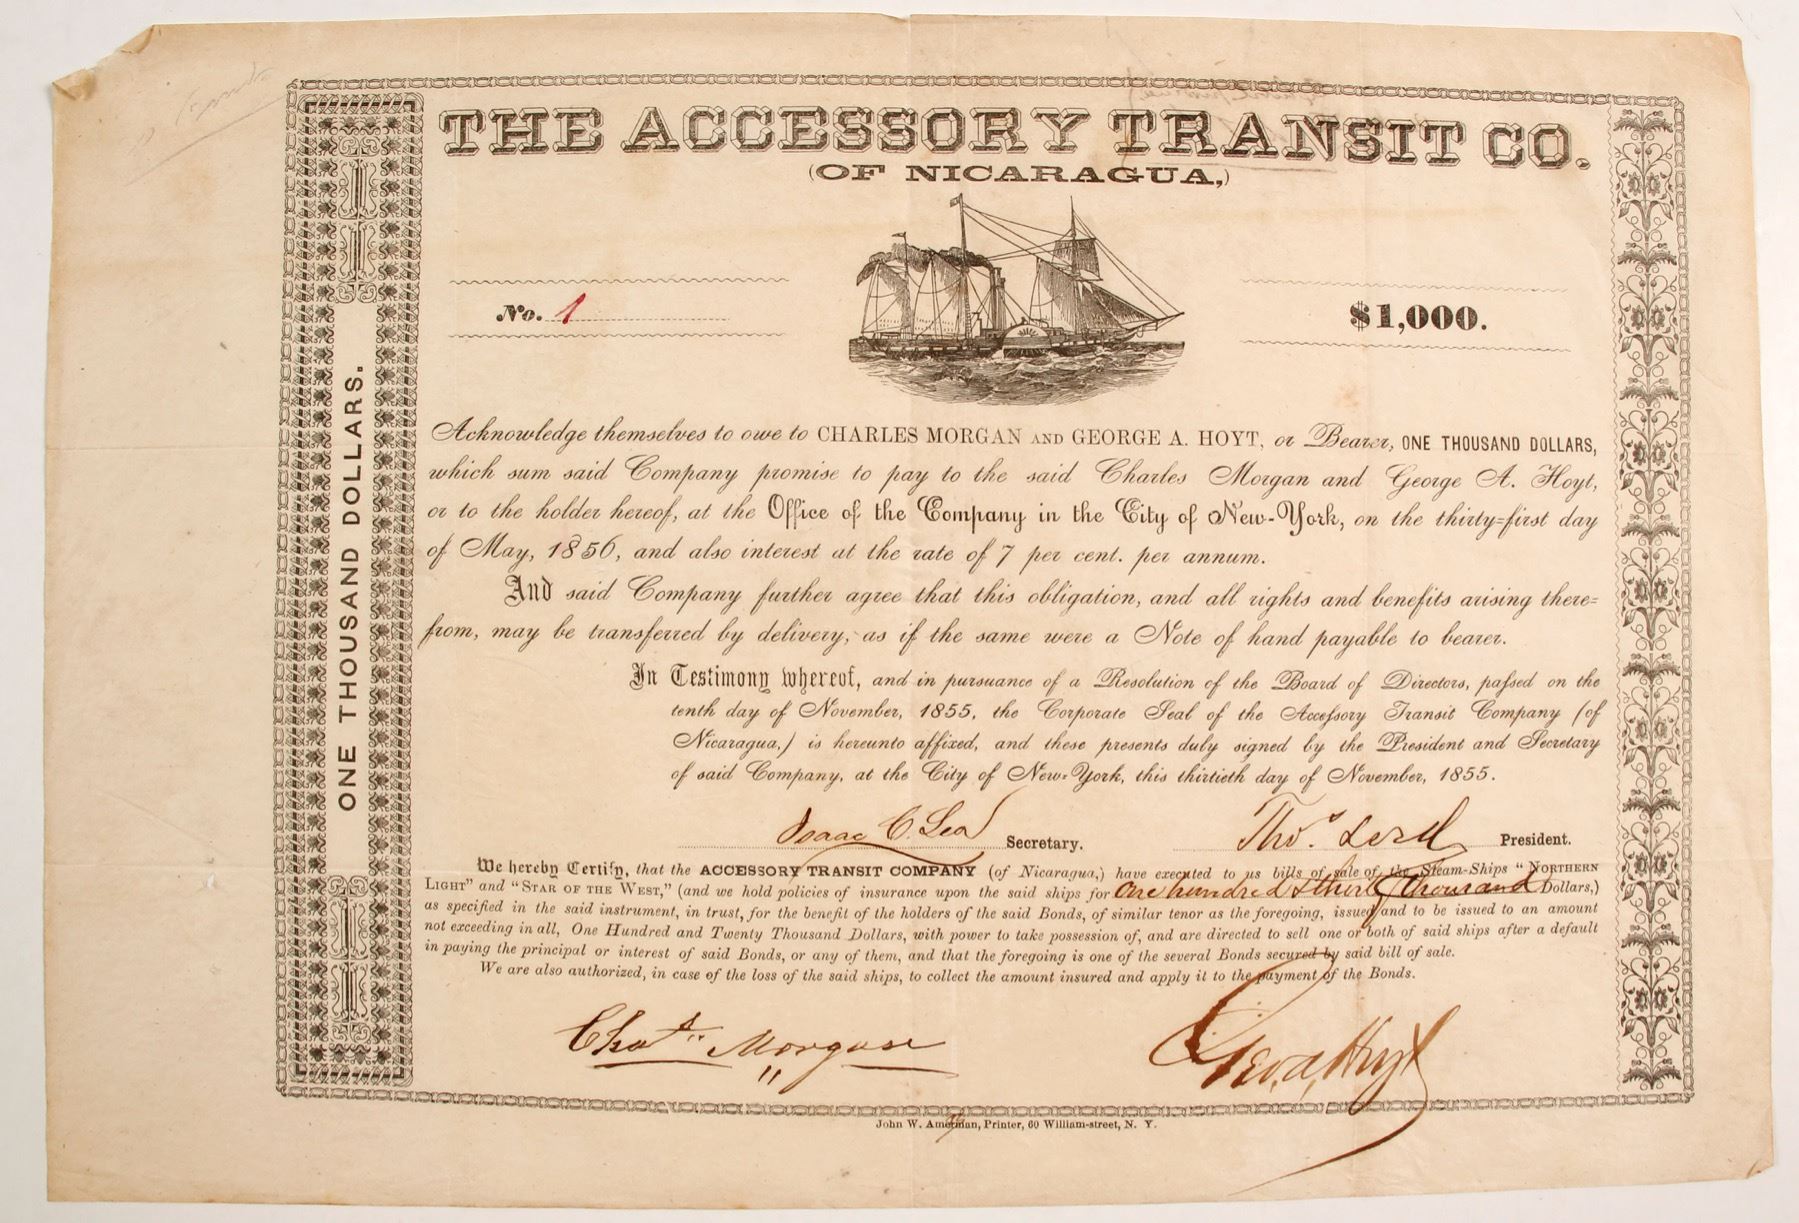 THE ACCESSORY TRANSIT CO.
(OF NICARAGUA,)
No. 1
$1,000.
ONE THOUSAND DOLLARS.
Acknowledge themselves to owe to CHARLES MORGAN AND GEORGE A. HOYT, or Bearer, ONE THOUSAND DOLLARS,
which sum said Company promise to pay to the said Charles Morgan and George A. Hoyt,
or to the holder hereof, at the Office of the Company in the City of New-York, on the thirty-first day
of May, 1856, and also interest at the rate of 7 per cent. per annum.
And said Company further agree that this obligation, and all rights and benefits arising there-
from, may be transferred by delivery, as if the same were a Note of hand payable to bearer.
In Testimony whereof, and in pursuance of a Resolution of the Board of Directors, passed on the
tenth day of November, 1855, the Corporate Seal of the Accessory Transit Company (of
Nicaragua,) is hereunto affixed, and these presents duly signed by the President and Secretary
of said Company, at the City of New-York, this thirtieth day of November, 1855.
Isaac C. Lea Secretary. Thos. Lord President.
We hereby Certify, that the ACCESSORY TRANSIT COMPANY (of Nicaragua,) have executed to us bills of sale of the Steam-Ships "NORTHERN
LIGHT" and "STAR OF THE WEST," (and we hold policies of insurance upon the said ships for One hundred & thirty thousand Dollars,)
as specified in the said instrument, in trust, for the benefit of the holders of the said Bonds, of similar tenor as the foregoing, issued and to be issued to an amount
not exceeding in all, One Hundred and Twenty Thousand Dollars, with power to take possession of, and are directed to sell one or both of said ships after a default
in paying the principal or interest of said Bonds, or any of them, and that the foregoing is one of the several Bonds secured by said bill of sale.
We are also authorized, in case of the loss of the said ships, to collect the amount insured and apply it to the payment of the Bonds.
Chas. Morgan
Geo. A. Hoyt
John W. Amerman, Printer, 60 William-street, N. Y.